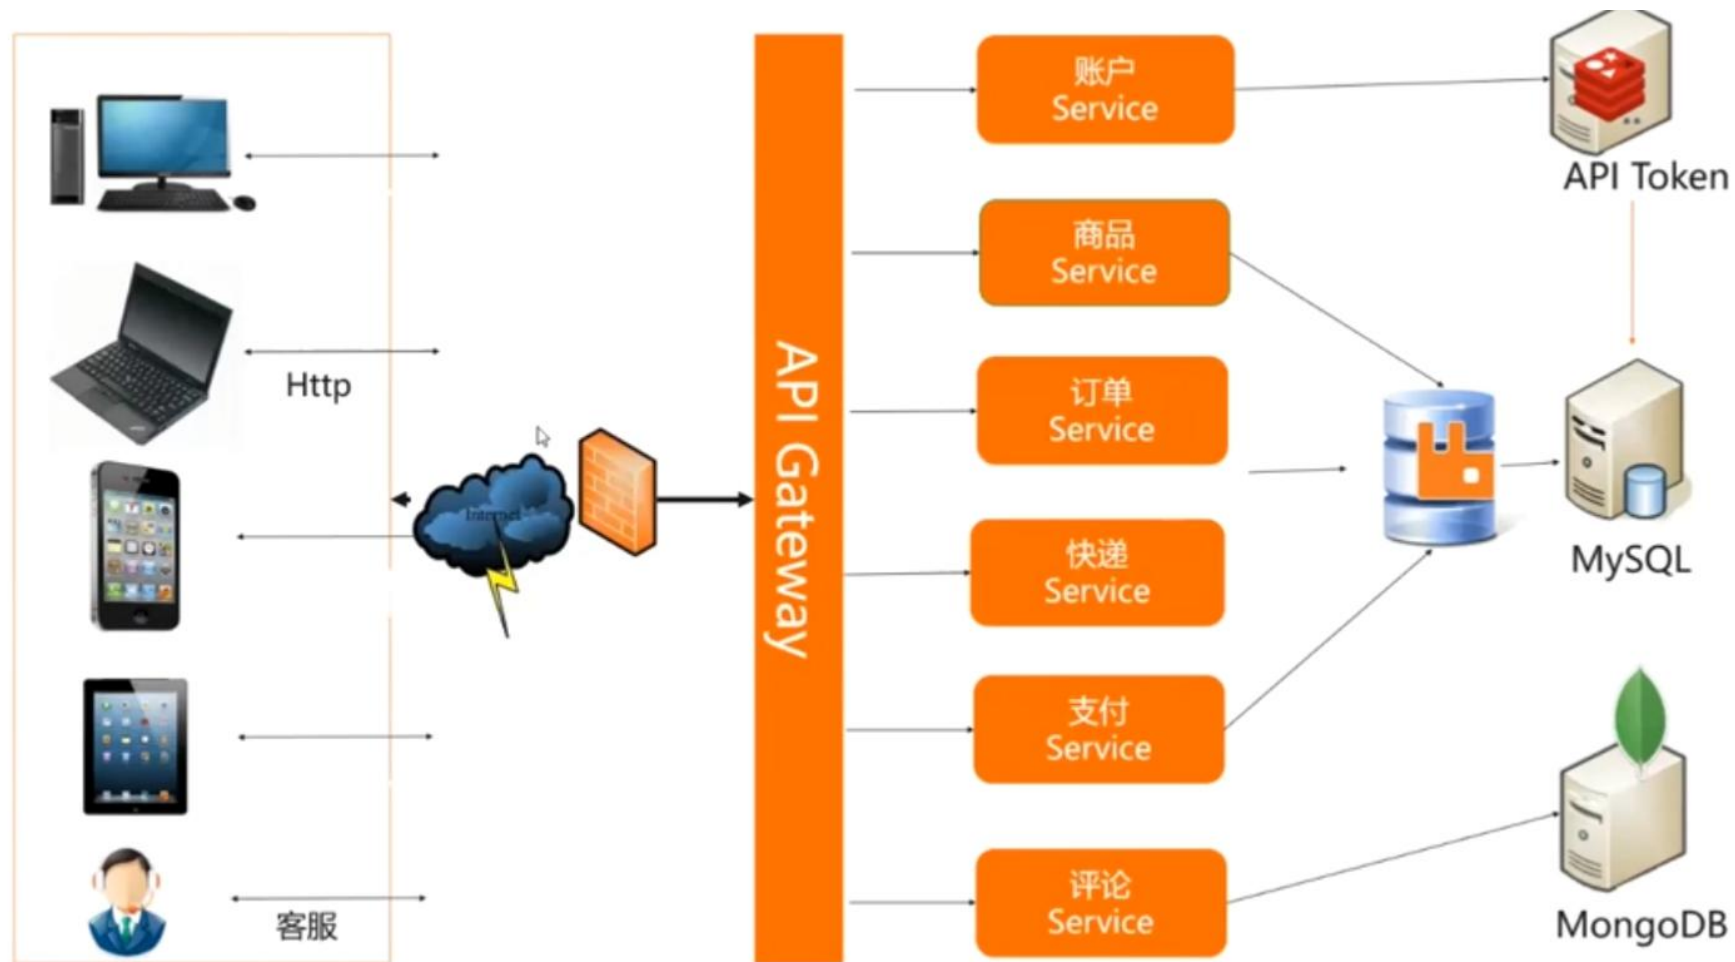 Http
客服
Internet
API Gateway
账户
Service
商品
Service
订单
Service
快递
Service
支付
Service
评论
Service
API Token
MySQL
MongoDB